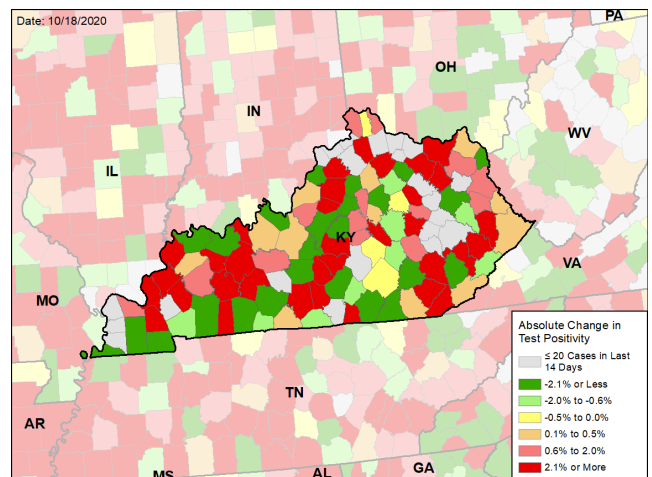 Date: 10/18/2020
PA
OH
IN
WV
IL
KY
VA
MO
Absolute Change in
Test Positivity
≤ 20 Cases in Last
14 Days
-2.1% or Less
-2.0% to -0.6%
-0.5% to 0.0%
0.1% to 0.5%
0.6% to 2.0%
2.1% or More
TN
AR
MS
AL
GA